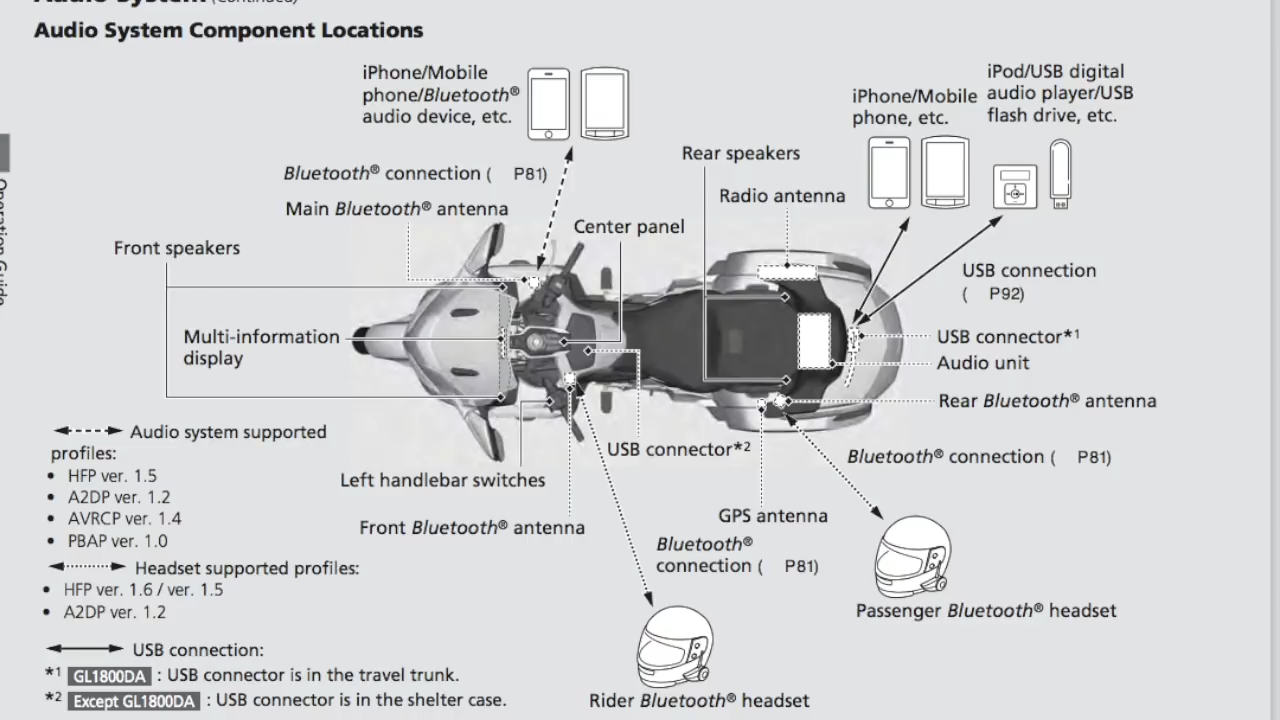 Audio System (Continued)
Audio System Component Locations
iPhone/Mobile
phone/Bluetooth®
audio device, etc.
iPhone/Mobile
phone, etc.
iPod/USB digital
audio player/USB
flash drive, etc.
Bluetooth® connection ( P81)
Rear speakers
Main Bluetooth® antenna
Radio antenna
Center panel
Front speakers
USB connection
( P92)
Multi-information
display
USB connector*1
Audio unit
Rear Bluetooth® antenna
Audio system supported
profiles:
• HFP ver. 1.5
• A2DP ver. 1.2
• AVRCP ver. 1.4
• PBAP ver. 1.0
USB connector*2
Bluetooth® connection ( P81)
Left handlebar switches
Front Bluetooth® antenna
GPS antenna
Bluetooth®
connection ( P81)
Headset supported profiles:
• HFP ver. 1.6 / ver. 1.5
• A2DP ver. 1.2
Passenger Bluetooth® headset
USB connection:
*1 GL1800DA : USB connector is in the travel trunk.
*2 Except GL1800DA : USB connector is in the shelter case.
Rider Bluetooth® headset
Operation Guide